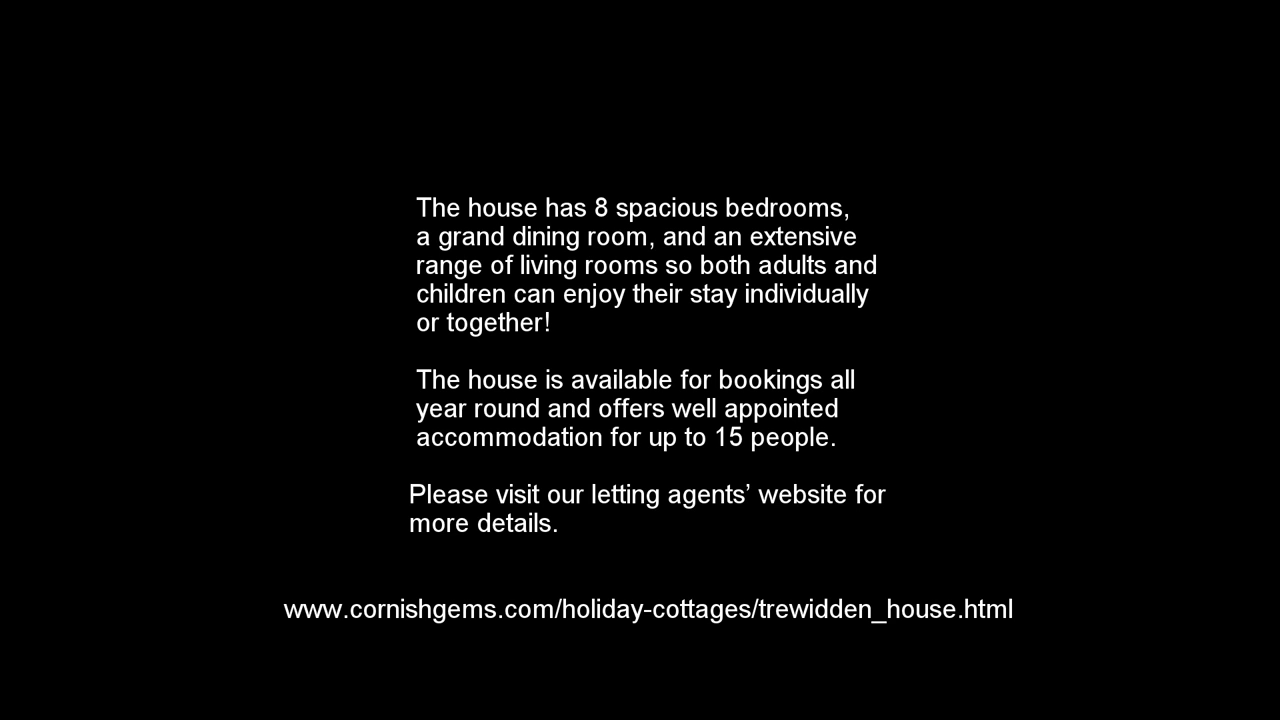 The house has 8 spacious bedrooms,
a grand dining room, and an extensive
range of living rooms so both adults and
children can enjoy their stay individually
or together!
The house is available for bookings all
year round and offers well appointed
accommodation for up to 15 people.
Please visit our letting agents’ website for
more details.
www.cornishgems.com/holiday-cottages/trewidden_house.html